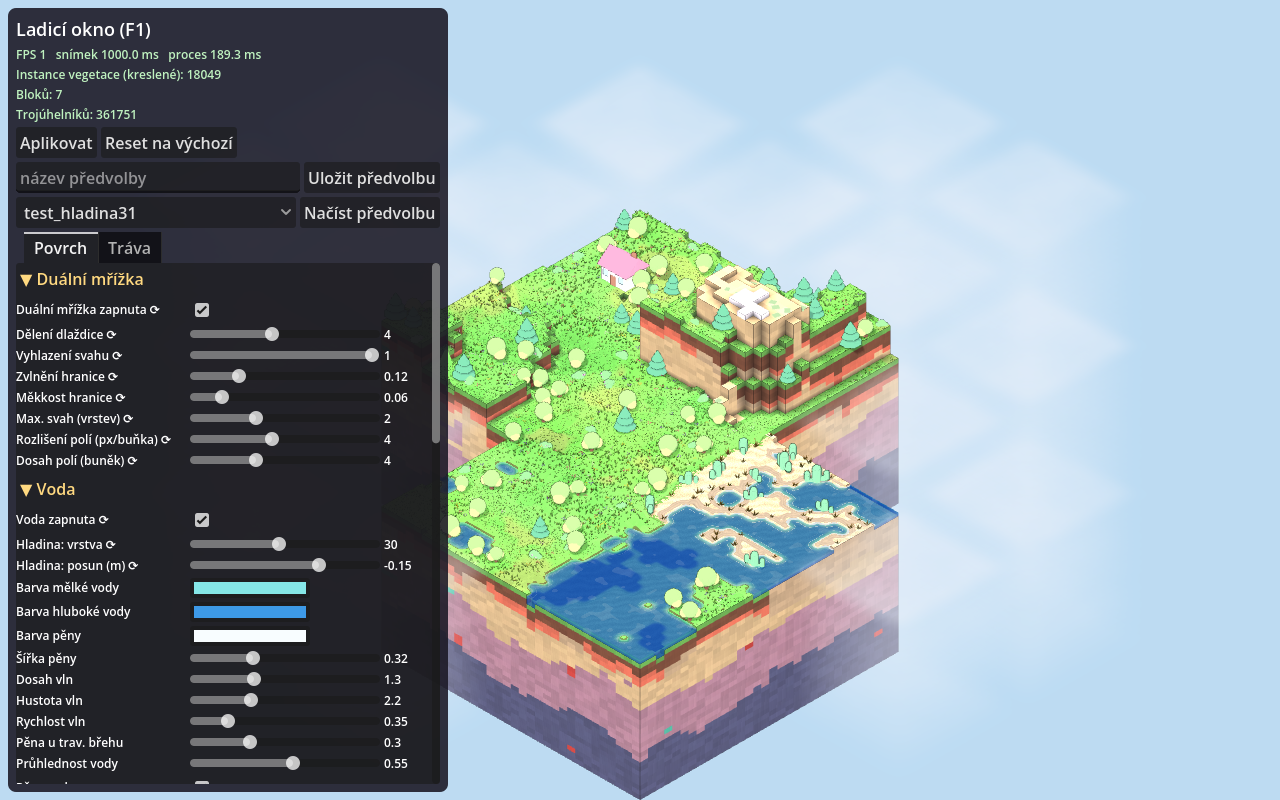 Ladicí okno (F1)
FPS 1 snímek 1000.0 ms proces 189.3 ms
Instance vegetace (kreslené): 18049
Bloků: 7
Trojúhelníků: 361751
Aplikovat Reset na výchozí
název předvolby Uložit předvolbu
test_hladina31 Načíst předvolbu
Povrch Tráva
▼ Duální mřížka
Duální mřížka zapnuta ⟳
Dělení dlaždice ⟳ 4
Vyhlazení svahu ⟳ 1
Zvlnění hranice ⟳ 0.12
Měkkost hranice ⟳ 0.06
Max. svah (vrstev) ⟳ 2
Rozlišení polí (px/buňka) ⟳ 4
Dosah polí (buněk) ⟳ 4
▼ Voda
Voda zapnuta ⟳
Hladina: vrstva ⟳ 30
Hladina: posun (m) ⟳ -0.15
Barva mělké vody
Barva hluboké vody
Barva pěny
Šířka pěny 0.32
Dosah vln 1.3
Hustota vln 2.2
Rychlost vln 0.35
Pěna u trav. břehu 0.3
Průhlednost vody 0.55